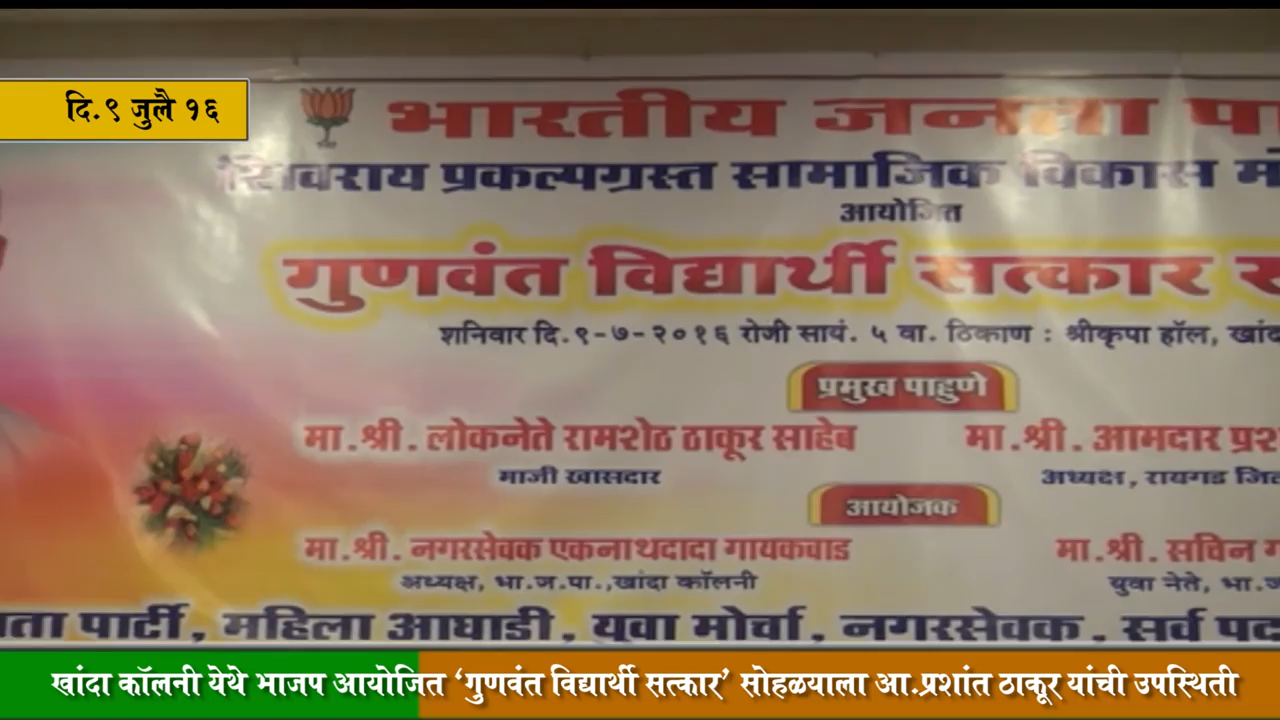 दि.९ जुलै १६
भारतीय जनता
शिवराय प्रकल्पग्रस्त सामाजिक विकास
आयोजित
गुणवंत विद्यार्थी सत्कार
शनिवार दि.९-७-२०१६ रोजी सायं. ५ वा. ठिकाण : श्रीकृपा हॉल,
प्रमुख पाहुणे
मा.श्री. लोकनेते रामशेठ ठाकूर साहेब मा.श्री. आमदार
माजी खासदार अध्यक्ष, रायगड
आयोजक
मा.श्री. नगरसेवक एकनाथदादा गायकवाड मा.श्री. सचिन
अध्यक्ष, भा.ज.पा.,खांदा कॉलनी युवा नेते,
पार्टी, महिला आघाडी, युवा मोर्चा, नगरसेवक, सर्व
खांदा कॉलनी येथे भाजप आयोजित ‘गुणवंत विद्यार्थी सत्कार’ सोहळयाला आ.प्रशांत ठाकूर यांची उपस्थिती